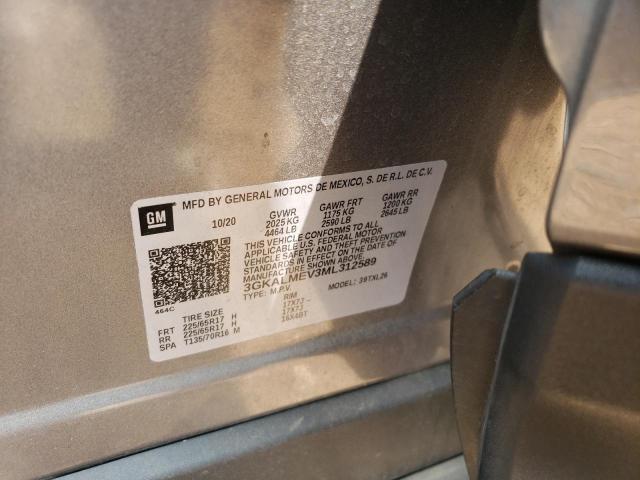 MFD BY GENERAL MOTORS DE MEXICO, S. DE R.L. DE C.V.
GM 10/20 GVWR GAWR FRT GAWR RR
2025 KG 1175 KG 1200 KG
4464 LB 2590 LB 2645 LB
THIS VEHICLE CONFORMS TO ALL
APPLICABLE U.S. FEDERAL MOTOR
VEHICLE SAFETY AND THEFT PREVENTION
STANDARDS IN EFFECT ON THE DATE OF
MANUFACTURE SHOWN ABOVE.
3GKALMEV3ML312589
TYPE: M.P.V. MODEL: 39TXL26
464C
TIRE SIZE RIM
FRT 225/65R17 H 17X7J
RR 225/65R17 H 17X7J
SPA T135/70R16 M 16X4BT